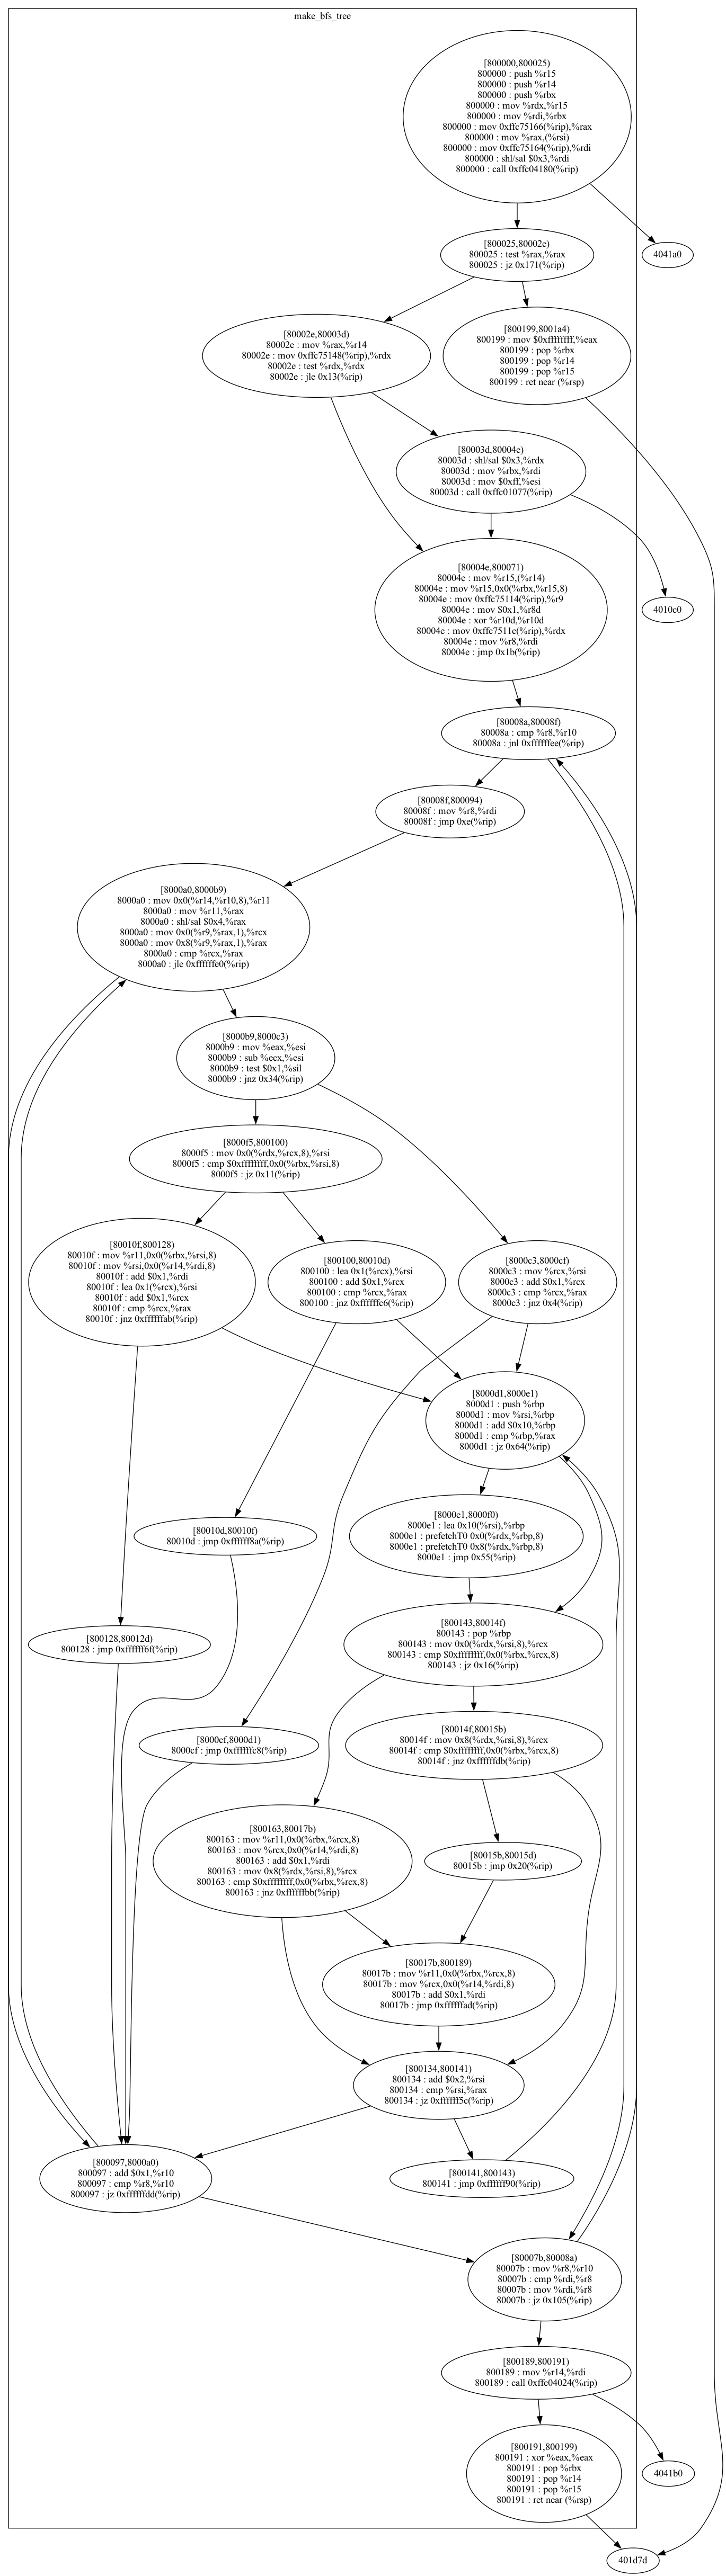 make_bfs_tree
[800000,800025)
800000 : push %r15
800000 : push %r14
800000 : push %rbx
800000 : mov %rdx,%r15
800000 : mov %rdi,%rbx
800000 : mov 0xffc75166(%rip),%rax
800000 : mov %rax,(%rsi)
800000 : mov 0xffc75164(%rip),%rdi
800000 : shl/sal $0x3,%rdi
800000 : call 0xffc04180(%rip)
[800025,80002e)
800025 : test %rax,%rax
800025 : jz 0x171(%rip)
4041a0
[80002e,80003d)
80002e : mov %rax,%r14
80002e : mov 0xffc75148(%rip),%rdx
80002e : test %rdx,%rdx
80002e : jle 0x13(%rip)
[800199,8001a4)
800199 : mov $0xffffffff,%eax
800199 : pop %rbx
800199 : pop %r14
800199 : pop %r15
800199 : ret near (%rsp)
[80003d,80004e)
80003d : shl/sal $0x3,%rdx
80003d : mov %rbx,%rdi
80003d : mov $0xff,%esi
80003d : call 0xffc01077(%rip)
[80004e,800071)
80004e : mov %r15,(%r14)
80004e : mov %r15,0x0(%rbx,%r15,8)
80004e : mov 0xffc75114(%rip),%r9
80004e : mov $0x1,%r8d
80004e : xor %r10d,%r10d
80004e : mov 0xffc7511c(%rip),%rdx
80004e : mov %r8,%rdi
80004e : jmp 0x1b(%rip)
4010c0
[80008a,80008f)
80008a : cmp %r8,%r10
80008a : jnl 0xffffffee(%rip)
[80008f,800094)
80008f : mov %r8,%rdi
80008f : jmp 0xe(%rip)
[8000a0,8000b9)
8000a0 : mov 0x0(%r14,%r10,8),%r11
8000a0 : mov %r11,%rax
8000a0 : shl/sal $0x4,%rax
8000a0 : mov 0x0(%r9,%rax,1),%rcx
8000a0 : mov 0x8(%r9,%rax,1),%rax
8000a0 : cmp %rcx,%rax
8000a0 : jle 0xffffffe0(%rip)
[8000b9,8000c3)
8000b9 : mov %eax,%esi
8000b9 : sub %ecx,%esi
8000b9 : test $0x1,%sil
8000b9 : jnz 0x34(%rip)
[8000f5,800100)
8000f5 : mov 0x0(%rdx,%rcx,8),%rsi
8000f5 : cmp $0xffffffff,0x0(%rbx,%rsi,8)
8000f5 : jz 0x11(%rip)
[80010f,800128)
80010f : mov %r11,0x0(%rbx,%rsi,8)
80010f : mov %rsi,0x0(%r14,%rdi,8)
80010f : add $0x1,%rdi
80010f : lea 0x1(%rcx),%rsi
80010f : add $0x1,%rcx
80010f : cmp %rcx,%rax
80010f : jnz 0xffffffab(%rip)
[800100,80010d)
800100 : lea 0x1(%rcx),%rsi
800100 : add $0x1,%rcx
800100 : cmp %rcx,%rax
800100 : jnz 0xffffffc6(%rip)
[8000c3,8000cf)
8000c3 : mov %rcx,%rsi
8000c3 : add $0x1,%rcx
8000c3 : cmp %rcx,%rax
8000c3 : jnz 0x4(%rip)
[8000d1,8000e1)
8000d1 : push %rbp
8000d1 : mov %rsi,%rbp
8000d1 : add $0x10,%rbp
8000d1 : cmp %rbp,%rax
8000d1 : jz 0x64(%rip)
[80010d,80010f)
80010d : jmp 0xffffff8a(%rip)
[8000e1,8000f0)
8000e1 : lea 0x10(%rsi),%rbp
8000e1 : prefetchT0 0x0(%rdx,%rbp,8)
8000e1 : prefetchT0 0x8(%rdx,%rbp,8)
8000e1 : jmp 0x55(%rip)
[800128,80012d)
800128 : jmp 0xffffff6f(%rip)
[800143,80014f)
800143 : pop %rbp
800143 : mov 0x0(%rdx,%rsi,8),%rcx
800143 : cmp $0xffffffff,0x0(%rbx,%rcx,8)
800143 : jz 0x16(%rip)
[8000cf,8000d1)
8000cf : jmp 0xffffffc8(%rip)
[80014f,80015b)
80014f : mov 0x8(%rdx,%rsi,8),%rcx
80014f : cmp $0xffffffff,0x0(%rbx,%rcx,8)
80014f : jnz 0xffffffdb(%rip)
[800163,80017b)
800163 : mov %r11,0x0(%rbx,%rcx,8)
800163 : mov %rcx,0x0(%r14,%rdi,8)
800163 : add $0x1,%rdi
800163 : mov 0x8(%rdx,%rsi,8),%rcx
800163 : cmp $0xffffffff,0x0(%rbx,%rcx,8)
800163 : jnz 0xffffffbb(%rip)
[80015b,80015d)
80015b : jmp 0x20(%rip)
[80017b,800189)
80017b : mov %r11,0x0(%rbx,%rcx,8)
80017b : mov %rcx,0x0(%r14,%rdi,8)
80017b : add $0x1,%rdi
80017b : jmp 0xffffffad(%rip)
[800134,800141)
800134 : add $0x2,%rsi
800134 : cmp %rsi,%rax
800134 : jz 0xffffff5c(%rip)
[800097,8000a0)
800097 : add $0x1,%r10
800097 : cmp %r8,%r10
800097 : jz 0xffffffdd(%rip)
[800141,800143)
800141 : jmp 0xffffff90(%rip)
[80007b,80008a)
80007b : mov %r8,%r10
80007b : cmp %rdi,%r8
80007b : mov %rdi,%r8
80007b : jz 0x105(%rip)
[800189,800191)
800189 : mov %r14,%rdi
800189 : call 0xffc04024(%rip)
[800191,800199)
800191 : xor %eax,%eax
800191 : pop %rbx
800191 : pop %r14
800191 : pop %r15
800191 : ret near (%rsp)
4041b0
401d7d